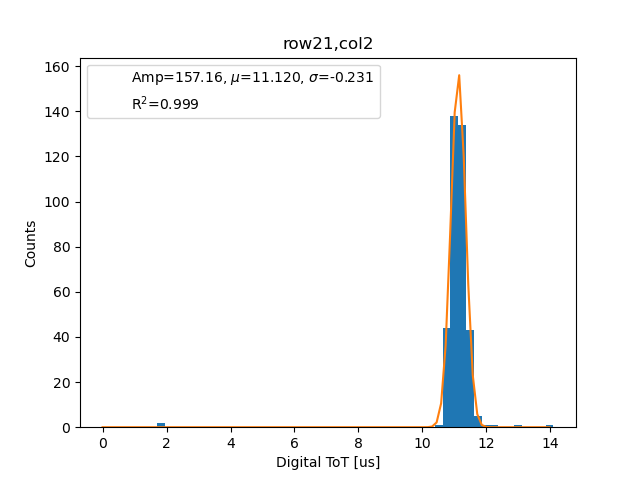 row21,col2
Amp=157.16, μ=11.120, σ=-0.231
R²=0.999
160
140
120
100
80
60
40
20
0
Counts
0 2 4 6 8 10 12 14
Digital ToT [us]